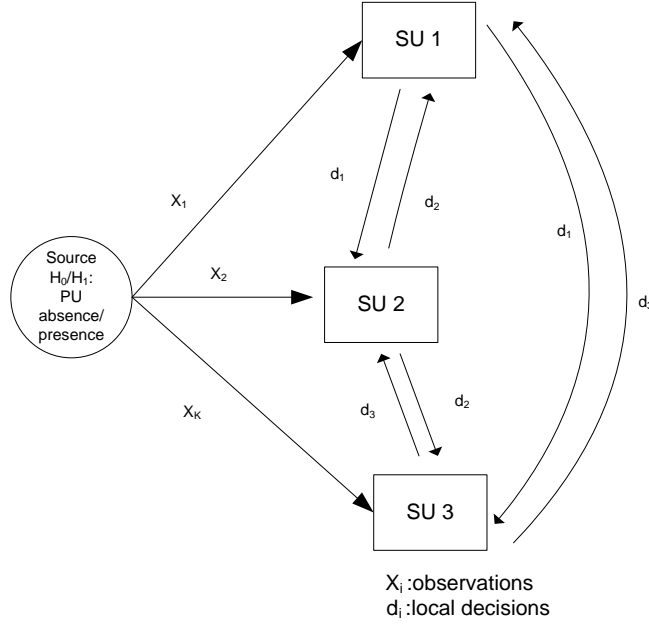 SU 1
d₁
d₂
X₁
d₁
Source
H₀/H₁:
PU
absence/
presence
X₂
SU 2
X_K
d₃
d₂
SU 3
Xᵢ :observations
dᵢ :local decisions